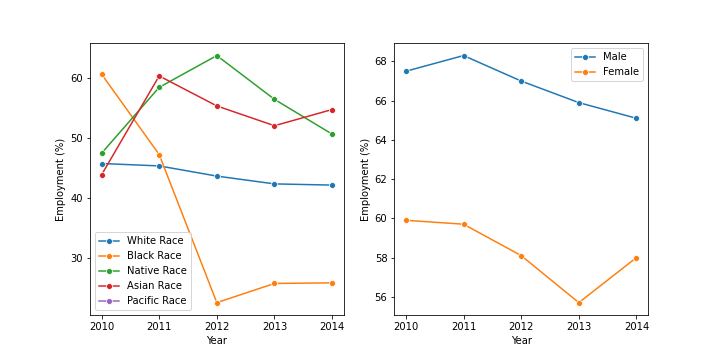 60
50
40
30
Employment (%)
White Race
Black Race
Native Race
Asian Race
Pacific Race
2010 2011 2012 2013 2014
Year
68
66
64
62
60
58
56
Employment (%)
Male
Female
2010 2011 2012 2013 2014
Year